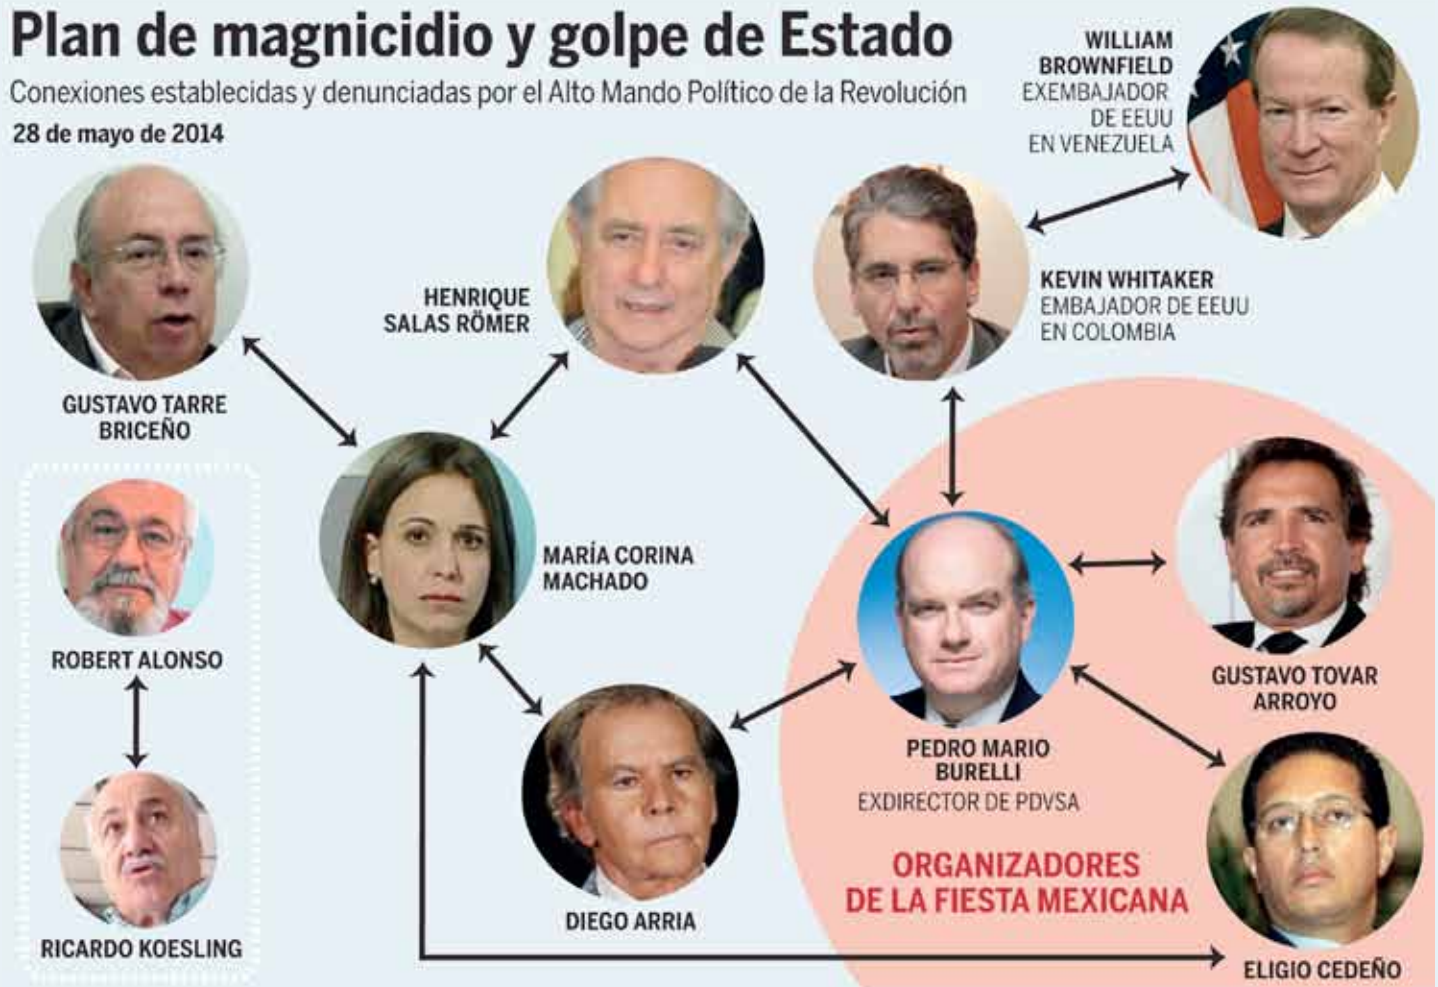 Plan de magnicidio y golpe de Estado
Conexiones establecidas y denunciadas por el Alto Mando Político de la Revolución
28 de mayo de 2014
WILLIAM
BROWNFIELD
EXEMBAJADOR
DE EEUU
EN VENEZUELA
HENRIQUE
SALAS RÖMER
KEVIN WHITAKER
EMBAJADOR DE EEUU
EN COLOMBIA
GUSTAVO TARRE
BRICEÑO
MARÍA CORINA
MACHADO
ROBERT ALONSO
GUSTAVO TOVAR
ARROYO
PEDRO MARIO
BURELLI
EXDIRECTOR DE PDVSA
ORGANIZADORES
DE LA FIESTA MEXICANA
DIEGO ARRIA
RICARDO KOESLING
ELIGIO CEDEÑO